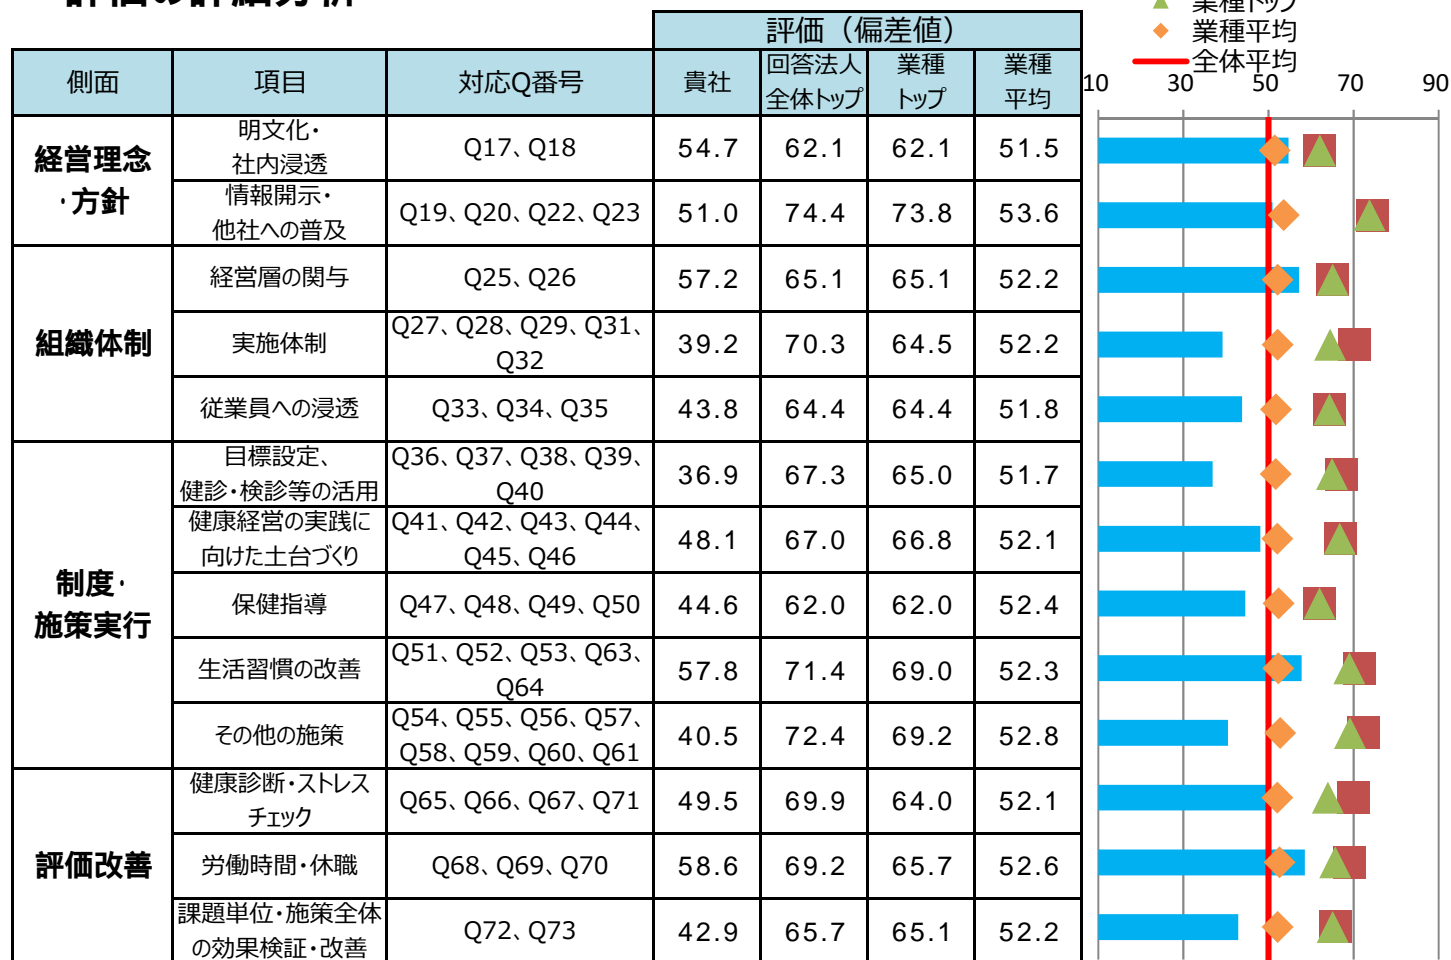 評価の詳細分析
業種トップ
業種平均
全体平均
評価（偏差値）
側面 項目 対応Q番号 貴社 回答法人 業種 業種
全体トップ トップ 平均
10 30 50 70 90
経営理念
・方針
明文化・
社内浸透
Q17、Q18 54.7 62.1 62.1 51.5
情報開示・
他社への普及
Q19、Q20、Q22、Q23 51.0 74.4 73.8 53.6
組織体制
経営層の関与 Q25、Q26 57.2 65.1 65.1 52.2
実施体制
Q27、Q28、Q29、Q31、
Q32
39.2 70.3 64.5 52.2
従業員への浸透 Q33、Q34、Q35 43.8 64.4 64.4 51.8
制度・
施策実行
目標設定、
健診・検診等の活用
Q36、Q37、Q38、Q39、
Q40
36.9 67.3 65.0 51.7
健康経営の実践に
向けた土台づくり
Q41、Q42、Q43、Q44、
Q45、Q46
48.1 67.0 66.8 52.1
保健指導 Q47、Q48、Q49、Q50 44.6 62.0 62.0 52.4
生活習慣の改善
Q51、Q52、Q53、Q63、
Q64
57.8 71.4 69.0 52.3
その他の施策
Q54、Q55、Q56、Q57、
Q58、Q59、Q60、Q61
40.5 72.4 69.2 52.8
評価改善
健康診断・ストレス
チェック
Q65、Q66、Q67、Q71 49.5 69.9 64.0 52.1
労働時間・休職 Q68、Q69、Q70 58.6 69.2 65.7 52.6
課題単位・施策全体
の効果検証・改善
Q72、Q73 42.9 65.7 65.1 52.2